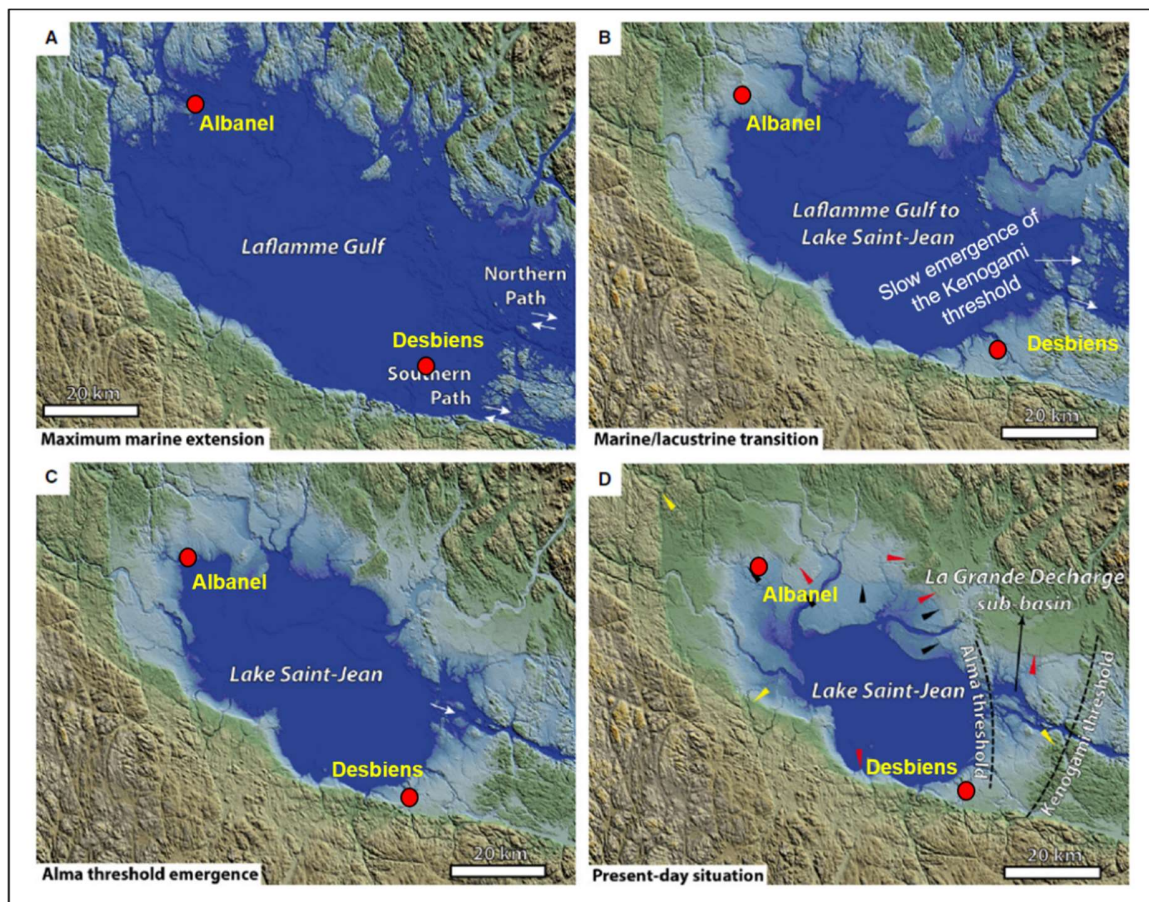 A
Albanel
Laflamme Gulf
Northern
Path
Desbiens
Southern
Path
20 km
Maximum marine extension
B
Albanel
Laflamme Gulf to
Lake Saint-Jean
Slow emergence of
the Kenogami
threshold
Desbiens
20 km
Marine/lacustrine transition
C
Albanel
Lake Saint-Jean
Desbiens
20 km
Alma threshold emergence
D
Albanel
La Grande Decharge
sub-basin
Lake Saint-Jean
Alma threshold
Kenogami threshold
Desbiens
20 km
Present-day situation